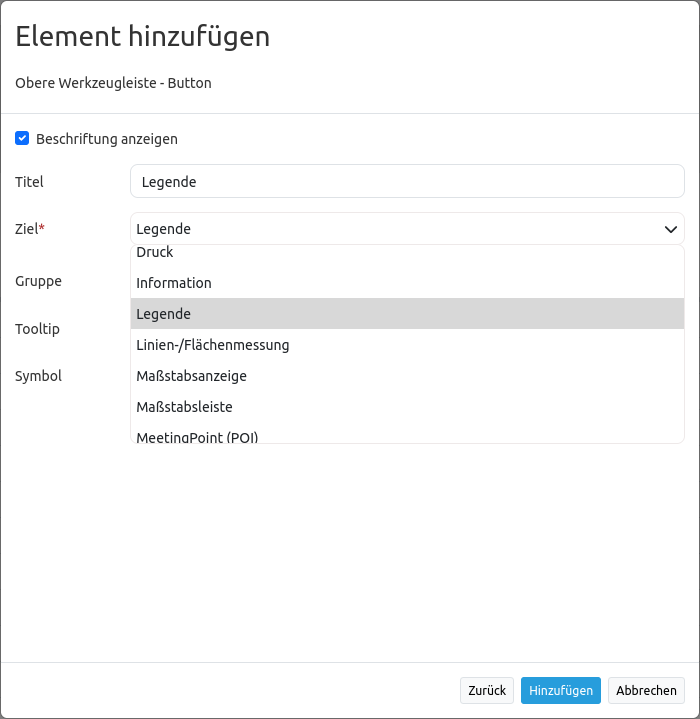 Element hinzufügen
Obere Werkzeugleiste - Button
Beschriftung anzeigen
Titel Legende
Ziel* Legende
Druck
Gruppe
Information
Legende
Tooltip
Linien-/Flächenmessung
Symbol Maßstabsanzeige
Maßstabsleiste
MeetingPoint (POI)
Zurück Hinzufügen Abbrechen